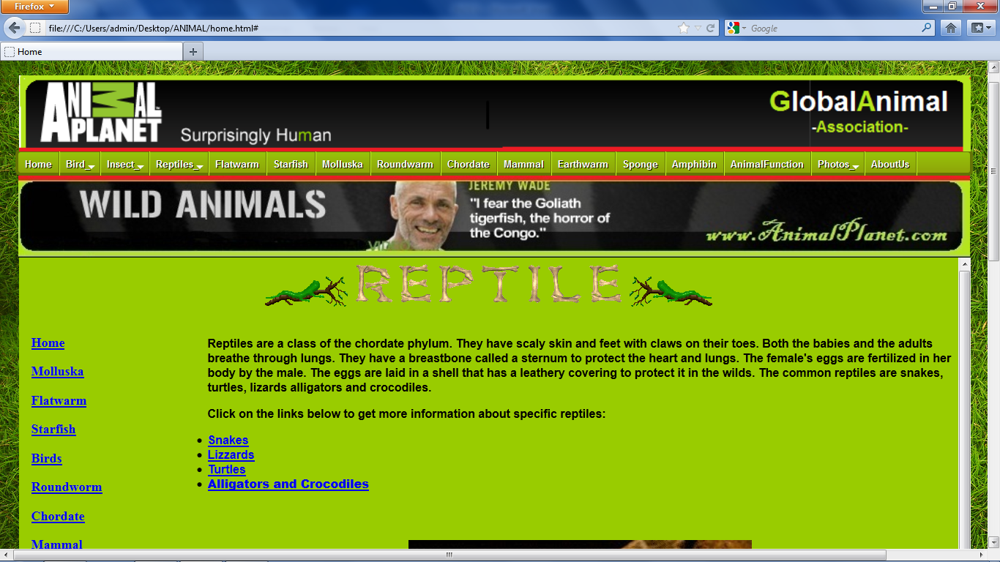 Firefox
file:///C:/Users/admin/Desktop/ANIMAL/home.html#
Google
Home
ANIMAL PLANET
Surprisingly Human
GlobalAnimal
-Association-
Home Bird Insect Reptiles Flatwarm Starfish Molluska Roundwarm Chordate Mammal Earthwarm Sponge Amphibin AnimalFunction Photos AboutUs
WILD ANIMALS
JEREMY WADE
"I fear the Goliath
tigerfish, the horror of
the Congo."
www.AnimalPlanet.com
REPTILE
Home
Molluska
Flatwarm
Starfish
Birds
Roundworm
Chordate
Mammal
Reptiles are a class of the chordate phylum. They have scaly skin and feet with claws on their toes. Both the babies and the adults
breathe through lungs. They have a breastbone called a sternum to protect the heart and lungs. The female's eggs are fertilized in her
body by the male. The eggs are laid in a shell that has a leathery covering to protect it in the wilds. The common reptiles are snakes,
turtles, lizards alligators and crocodiles.
Click on the links below to get more information about specific reptiles:
Snakes
Lizzards
Turtles
Alligators and Crocodiles